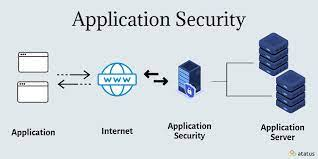 Application Security
www
Application
Internet
Application
Security
Application
Server
atatus